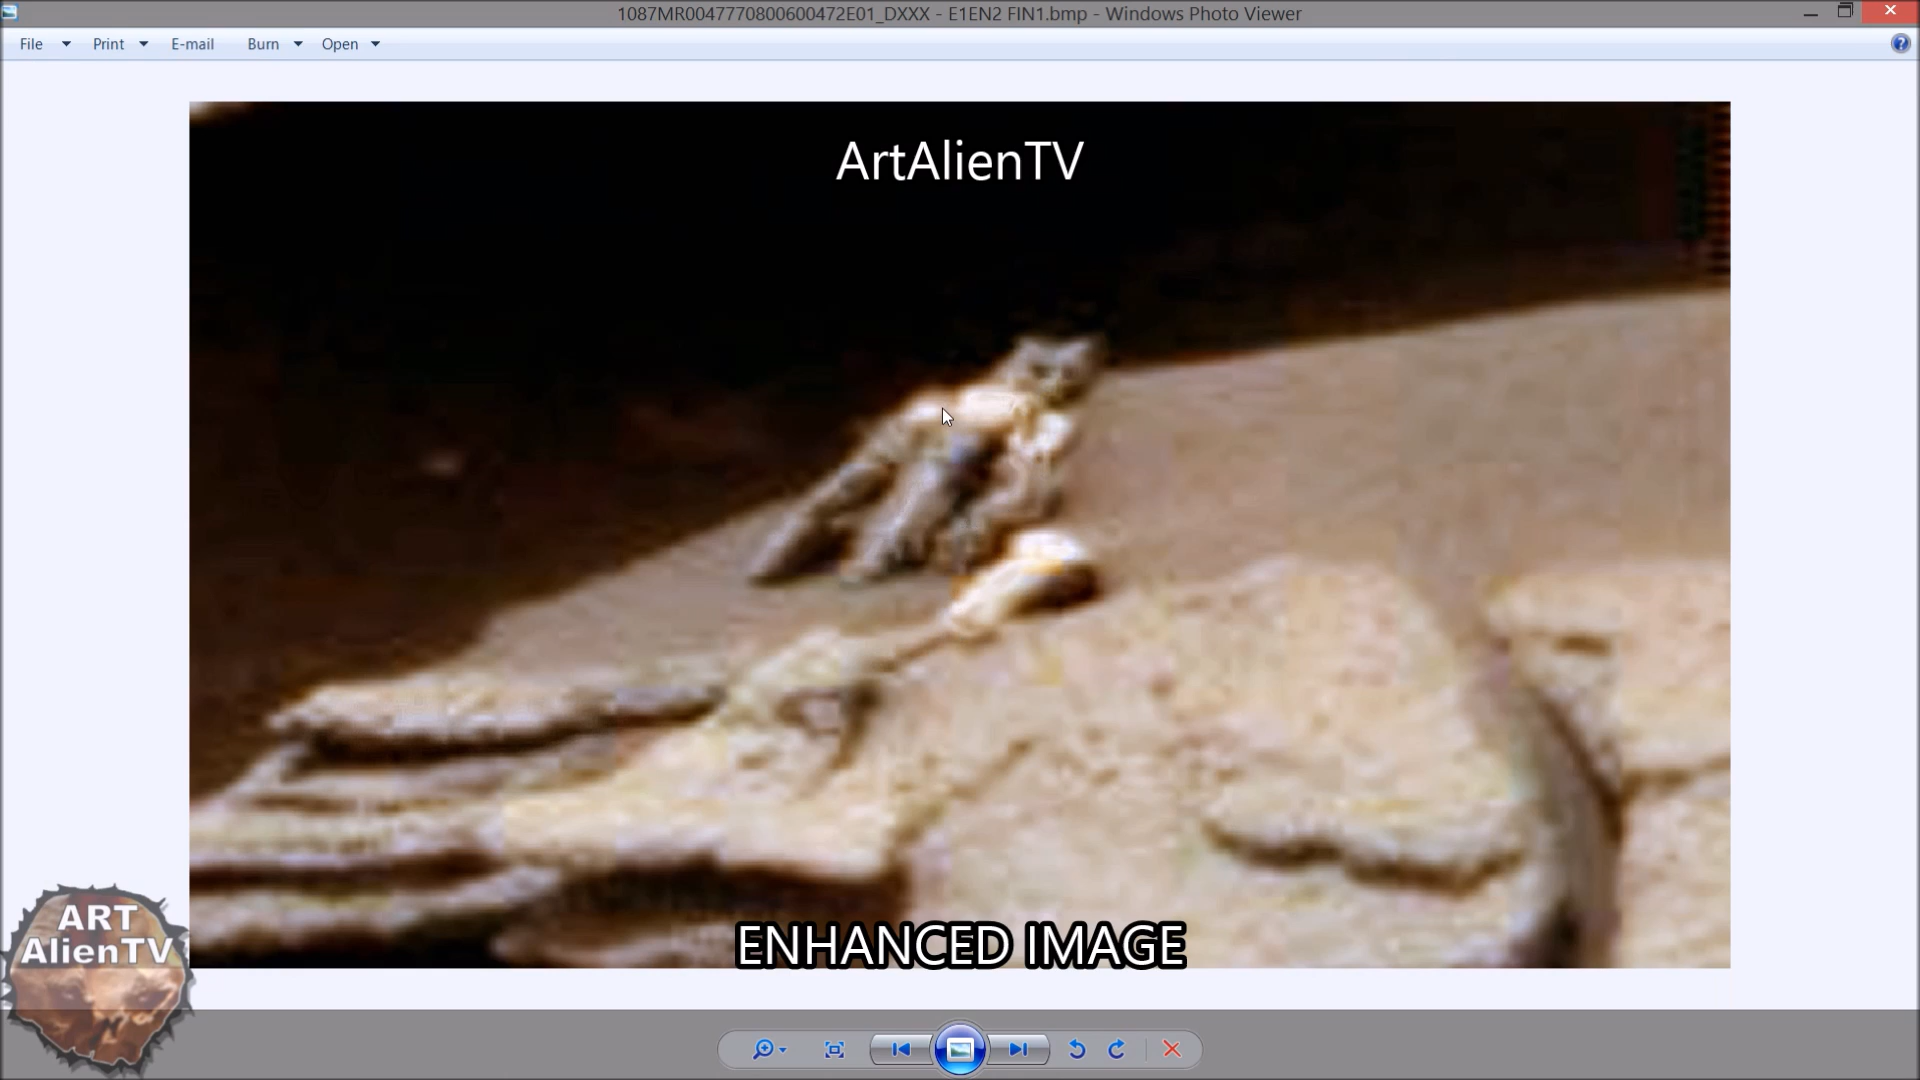 1087MR0047770800600472E01_DXXX - E1EN2 FIN1.bmp - Windows Photo Viewer
File Print E-mail Burn Open
ArtAlienTV
ENHANCED IMAGE
ART
AlienTV